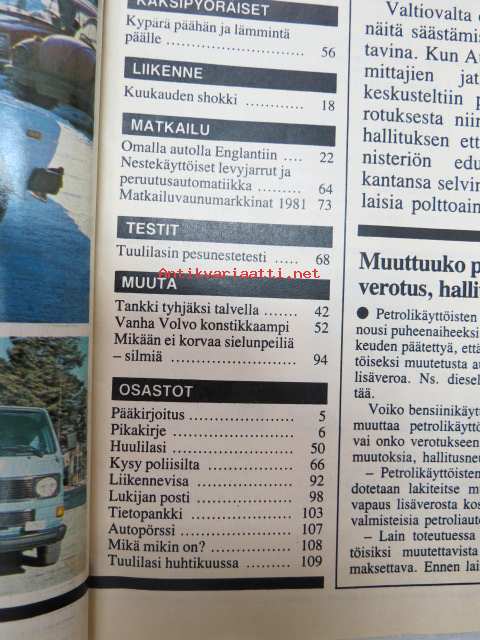 KAKSIPYÖRÄISET
Kypärä päähän ja lämmintä
päälle ........................ 56
LIIKENNE
Kuukauden shokki ............ 18
MATKAILU
Omalla autolla Englantiin .... 22
Nestekäyttöiset levyjarrut ja
peruutusautomatiikka ......... 64
Matkailuvaunumarkkinat 1981 73
TESTIT
Tuulilasin pesunestetesti ..... 68
Antikvariaatti.net
MUUTA
Tankki tyhjäksi talvella ....... 42
Vanha Volvo konstikkaampi 52
Mikään ei korvaa sielunpeiliä
– silmiä ...................... 94
OSASTOT
Pääkirjoitus ................... 5
Pikakirje ...................... 6
Huulilasi ...................... 50
Kysy poliisilta ................ 66
Liikennevisa ................... 92
Lukijan posti .................. 98
Tietopankki .................... 103
Autopörssi ..................... 107
Mikä mikin on? ................. 108
Tuulilasi huhtikuussa .......... 109
Valtiovalta
näitä säästämis
tavina. Kun Au
mittajien jat
keskusteltiin p
rotuksesta niin
hallituksen ett
nisteriön edu
kantansa selvin
laisia polttoain
Muuttuuko p
verotus, hallit
● Petrolikäyttöisten
nousi puheenaiheeksi
keuden päätettyä, että
töiseksi muutetusta au
lisäveroa. Ns. diesel
tää.
Voiko bensiinikäyt
muuttaa petrolikäyttö
vai onko verotukseen
muutoksia, hallitusneu
– Petrolikäyttöisten
dotetaan lakiteitse m
vapaus lisäverosta kos
valmisteisia petroliauto
– Lain toteutuessa
töisiksi muutettavista
maksettava. Ennen lai